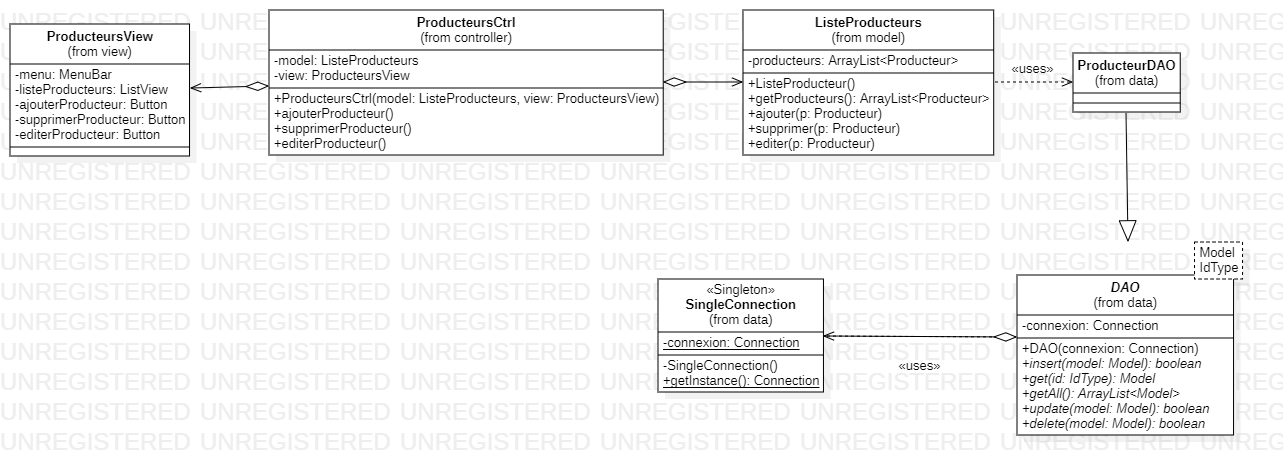 ProducteursView
(from view)
-menu: MenuBar
-listeProducteurs: ListView
-ajouterProducteur: Button
-supprimerProducteur: Button
-editerProducteur: Button
ProducteursCtrl
(from controller)
-model: ListeProducteurs
-view: ProducteursView
+ProducteursCtrl(model: ListeProducteurs, view: ProducteursView)
+ajouterProducteur()
+supprimerProducteur()
+editerProducteur()
ListeProducteurs
(from model)
-producteurs: ArrayList<Producteur>
+ListeProducteur()
+getProducteurs(): ArrayList<Producteur>
+ajouter(p: Producteur)
+supprimer(p: Producteur)
+editer(p: Producteur)
«uses»
ProducteurDAO
(from data)
Model
IdType
DAO
(from data)
-connexion: Connection
+DAO(connexion: Connection)
+insert(model: Model): boolean
+get(id: IdType): Model
+getAll(): ArrayList<Model>
+update(model: Model): boolean
+delete(model: Model): boolean
«uses»
«Singleton»
SingleConnection
(from data)
-connexion: Connection
-SingleConnection()
+getInstance(): Connection
UNREGISTERED UNREGISTERED UNREGISTERED UNREGISTERED UNREGISTERED UNREGISTERED